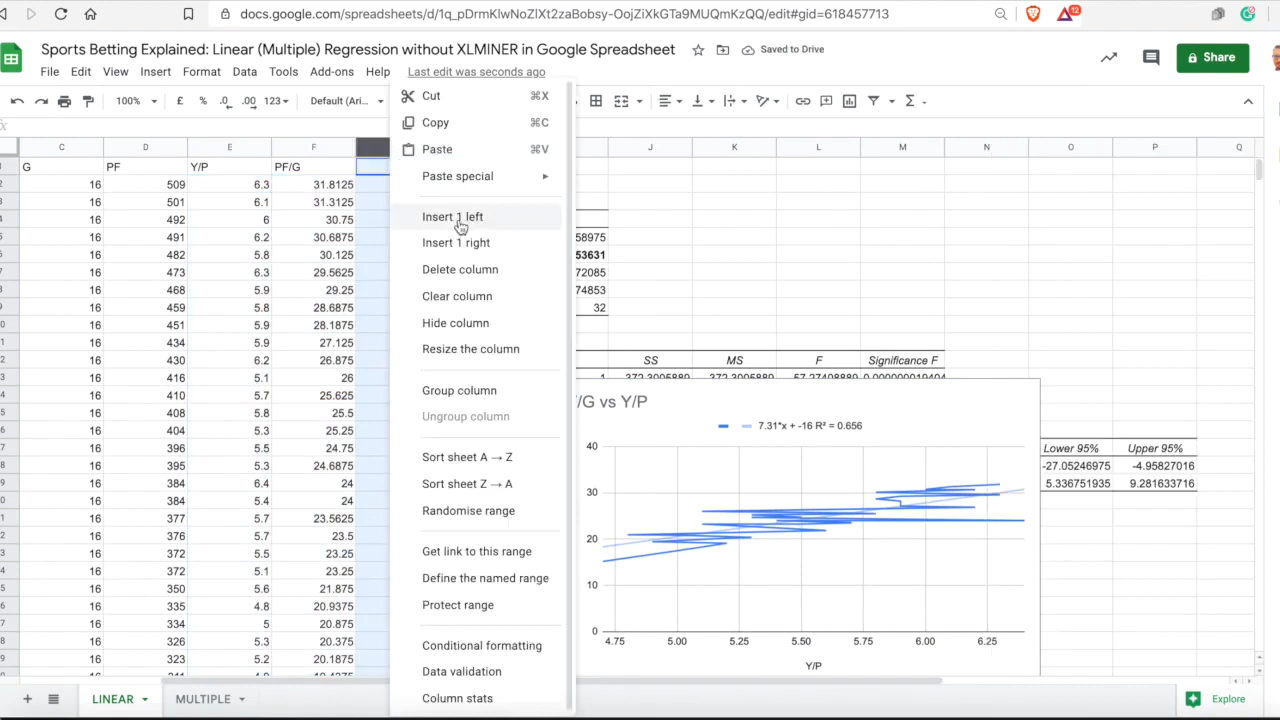 docs.google.com/spreadsheets/d/1q_pDrmKlwNoZlXt2zaBobsy-OojZiXkGTa9MUQmKzQQ/edit#gid=618457713
12
Sports Betting Explained: Linear (Multiple) Regression without XLMINER in Google Spreadsheet
Saved to Drive
File Edit View Insert Format Data Tools Add-ons Help Last edit was seconds ago
Share
100% £ % .0 .00 123 Default (Ari...
C D E F J K L M N O P Q
G PF Y/P PF/G
16 509 6.3 31.8125
16 501 6.1 31.3125
16 492 6 30.75
16 491 6.2 30.6875
16 482 5.8 30.125
16 473 6.3 29.5625
16 468 5.9 29.25
16 459 5.8 28.6875
16 451 5.9 28.1875
16 434 5.9 27.125
16 430 6.2 26.875
16 416 5.1 26
16 410 5.7 25.625
16 408 5.8 25.5
16 404 5.3 25.25
16 396 5.5 24.75
16 395 5.3 24.6875
16 384 6.4 24
16 384 5.4 24
16 377 5.7 23.5625
16 376 5.7 23.5
16 372 5.5 23.25
16 372 5.1 23.25
16 350 5.6 21.875
16 335 4.8 20.9375
16 334 5 20.875
16 326 5.3 20.375
16 323 5.2 20.1875
Cut ⌘X
Copy ⌘C
Paste ⌘V
Paste special
Insert 1 left
Insert 1 right
Delete column
Clear column
Hide column
Resize the column
Group column
Ungroup column
Sort sheet A → Z
Sort sheet Z → A
Randomise range
Get link to this range
Define the named range
Protect range
Conditional formatting
Data validation
Column stats
58975
53631
72085
74853
32
SS MS F Significance F
1 372.3005889 372.3005889 57.27408889 0.000000019404
/G vs Y/P
7.31*x + -16 R² = 0.656
40
30
20
10
0
4.75 5.00 5.25 5.50 5.75 6.00 6.25
Y/P
Lower 95% Upper 95%
-27.05246975 -4.95827016
5.336751935 9.281633716
LINEAR MULTIPLE
Explore